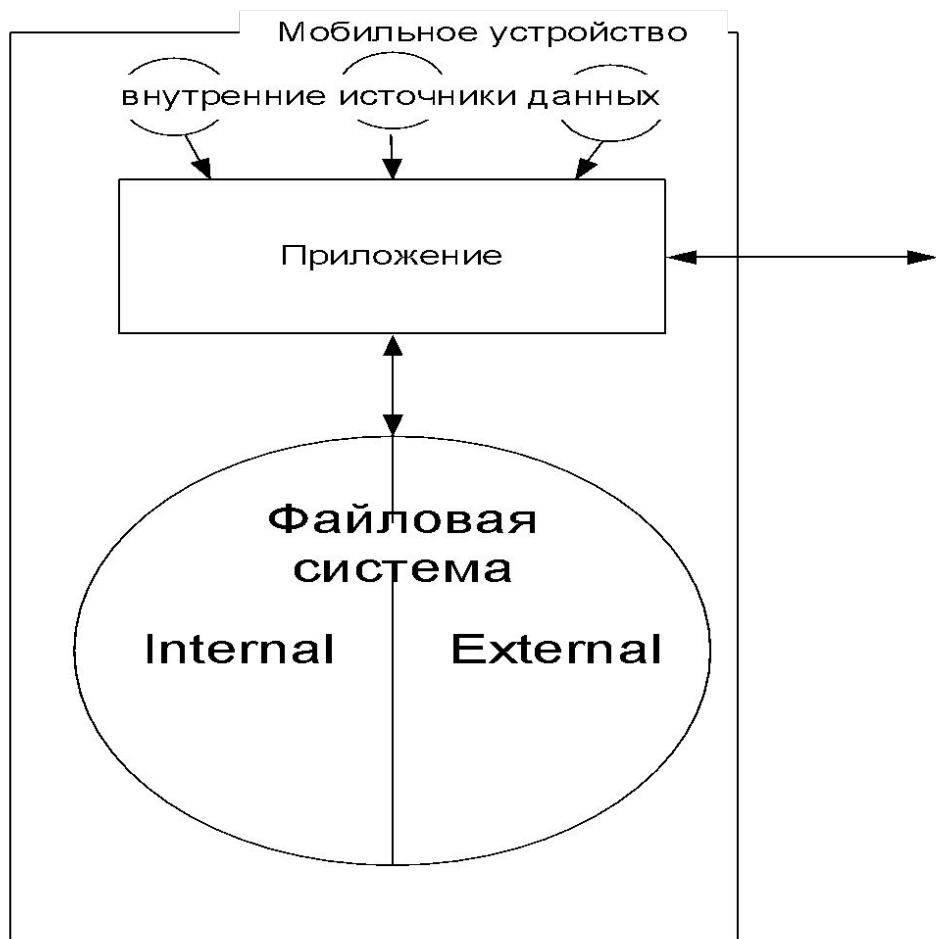 Мобильное устройство
внутренние источники данных
Приложение
Файловая
система
Internal
External